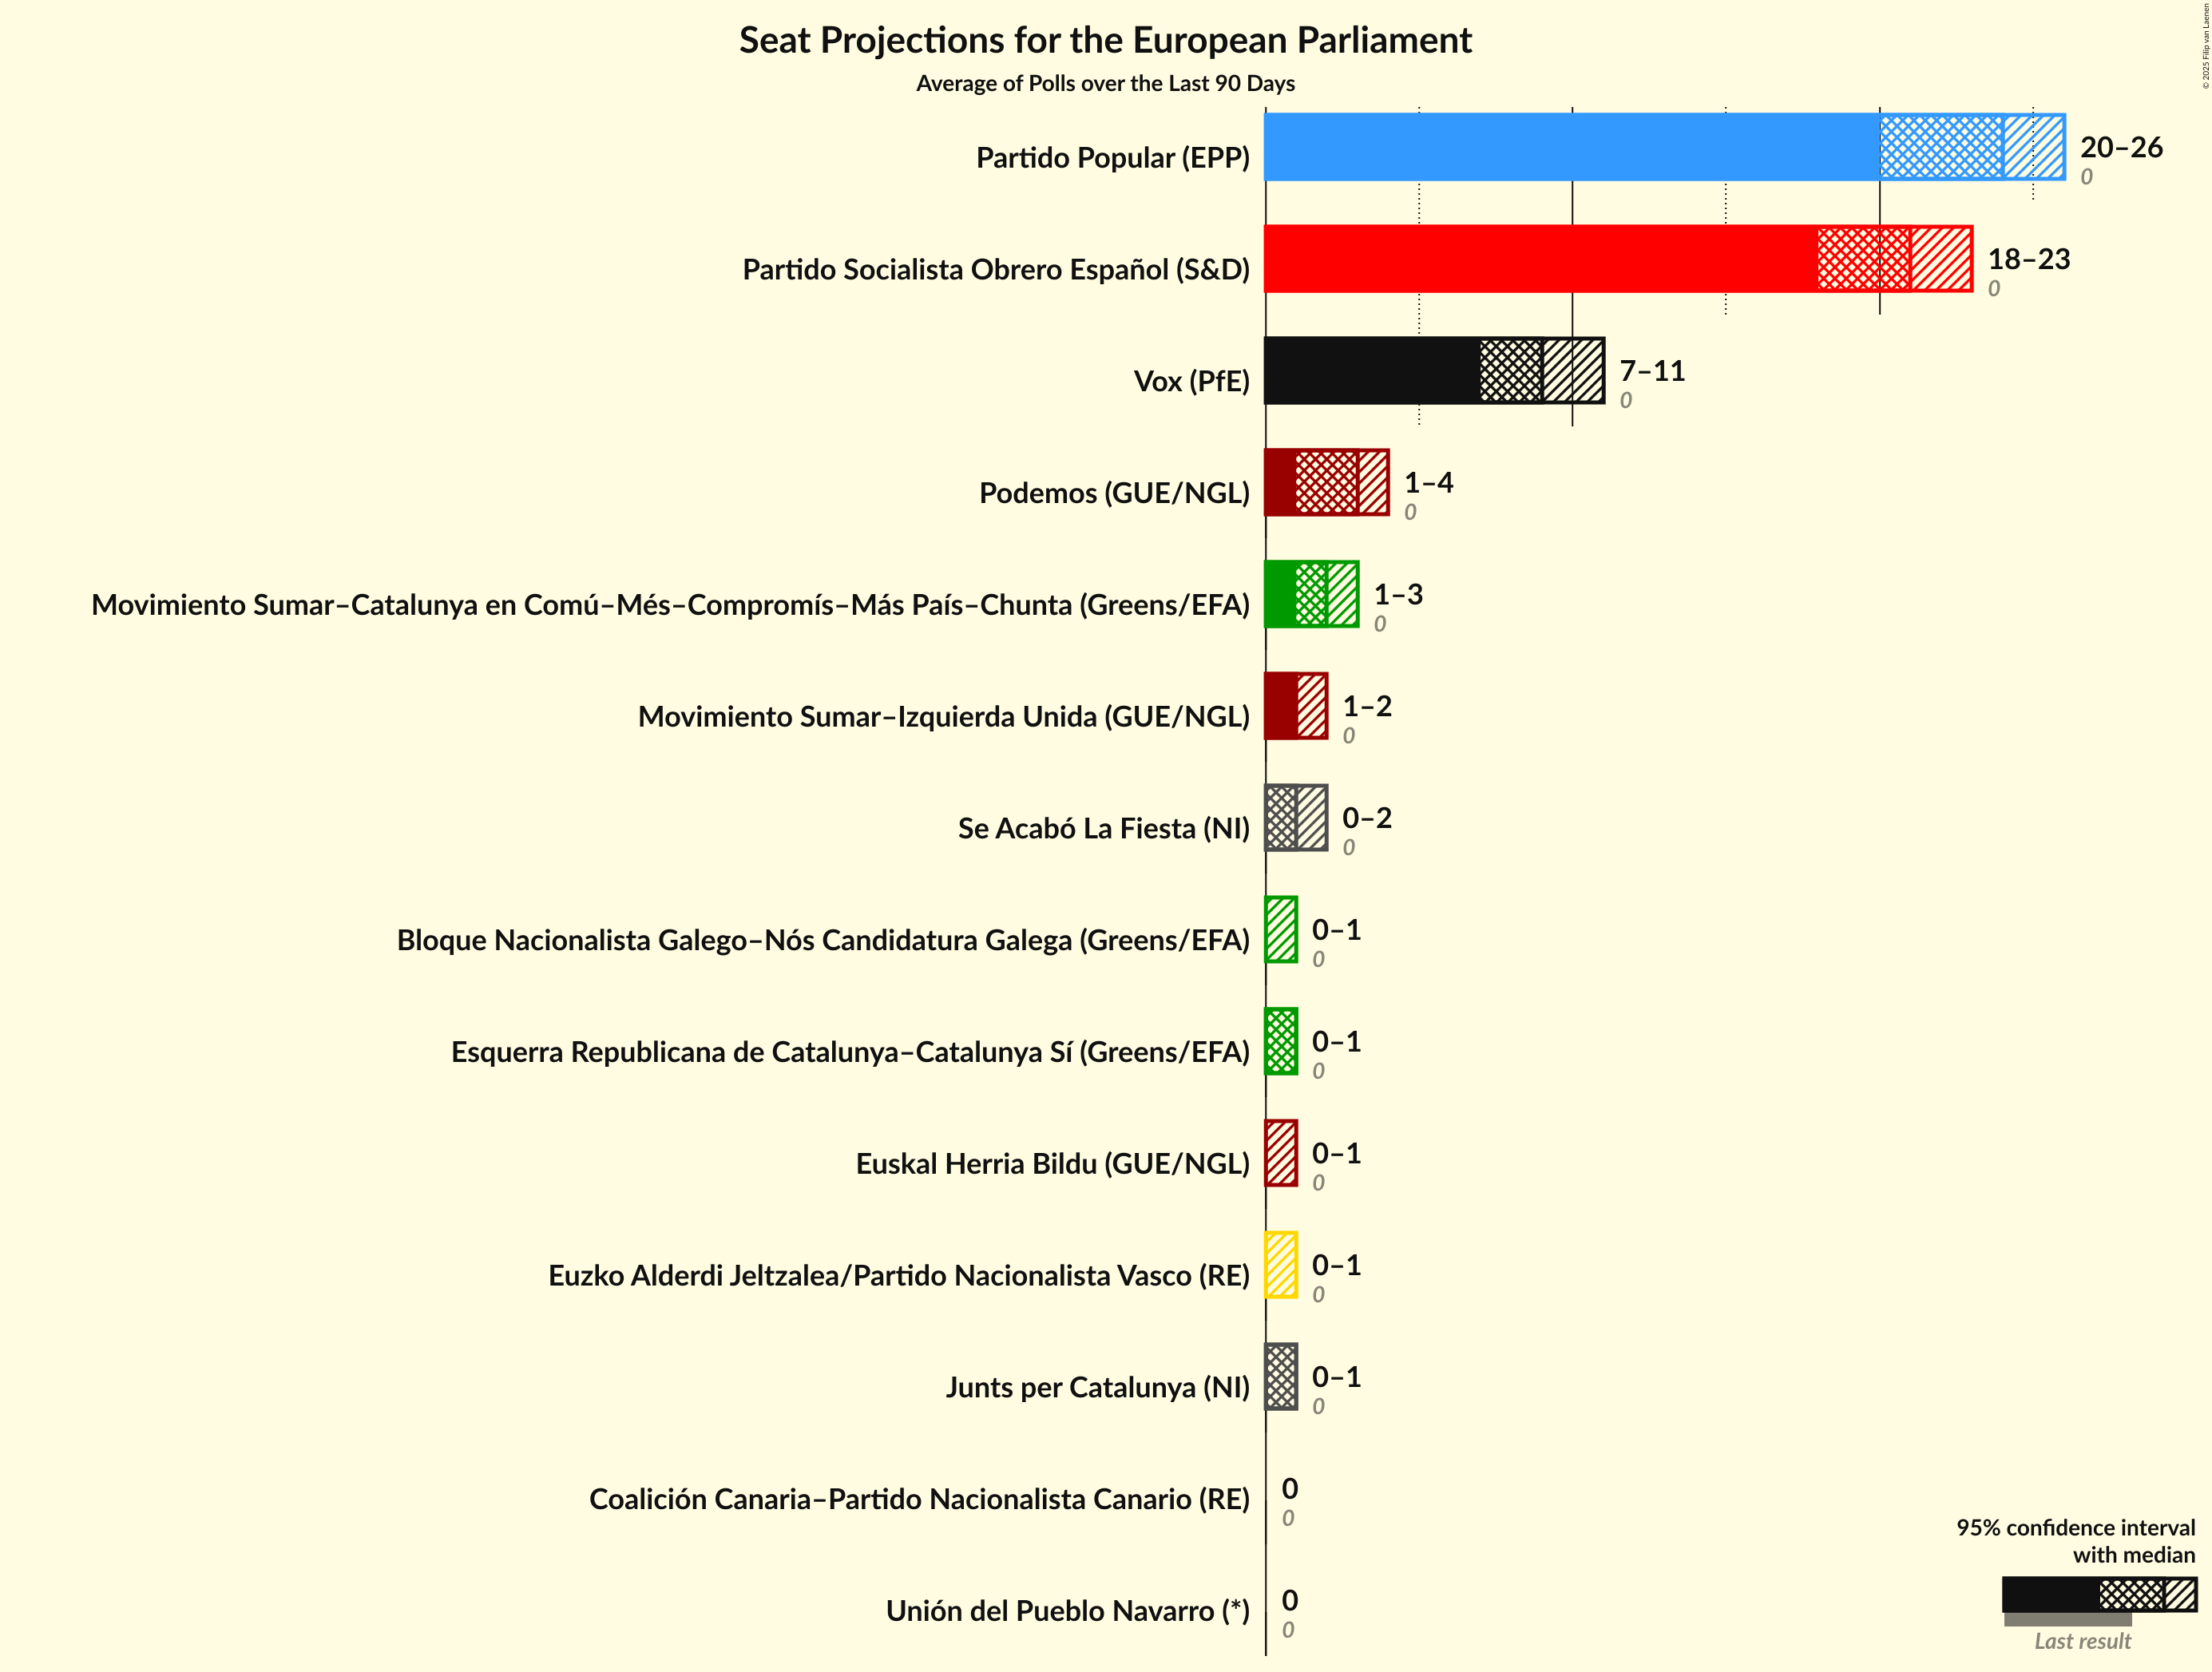 Seat Projections for the European Parliament
Average of Polls over the Last 90 Days
© 2025 Filip van Laenen
Partido Popular (EPP)
20–26
0
Partido Socialista Obrero Español (S&D)
18–23
0
Vox (PfE)
7–11
0
Podemos (GUE/NGL)
1–4
0
Movimiento Sumar–Catalunya en Comú–Més–Compromís–Más País–Chunta (Greens/EFA)
1–3
0
Movimiento Sumar–Izquierda Unida (GUE/NGL)
1–2
0
Se Acabó La Fiesta (NI)
0–2
0
Bloque Nacionalista Galego–Nós Candidatura Galega (Greens/EFA)
0–1
0
Esquerra Republicana de Catalunya–Catalunya Sí (Greens/EFA)
0–1
0
Euskal Herria Bildu (GUE/NGL)
0–1
0
Euzko Alderdi Jeltzalea/Partido Nacionalista Vasco (RE)
0–1
0
Junts per Catalunya (NI)
0–1
0
Coalición Canaria–Partido Nacionalista Canario (RE)
0
0
Unión del Pueblo Navarro (*)
0
0
95% confidence interval
with median
Last result